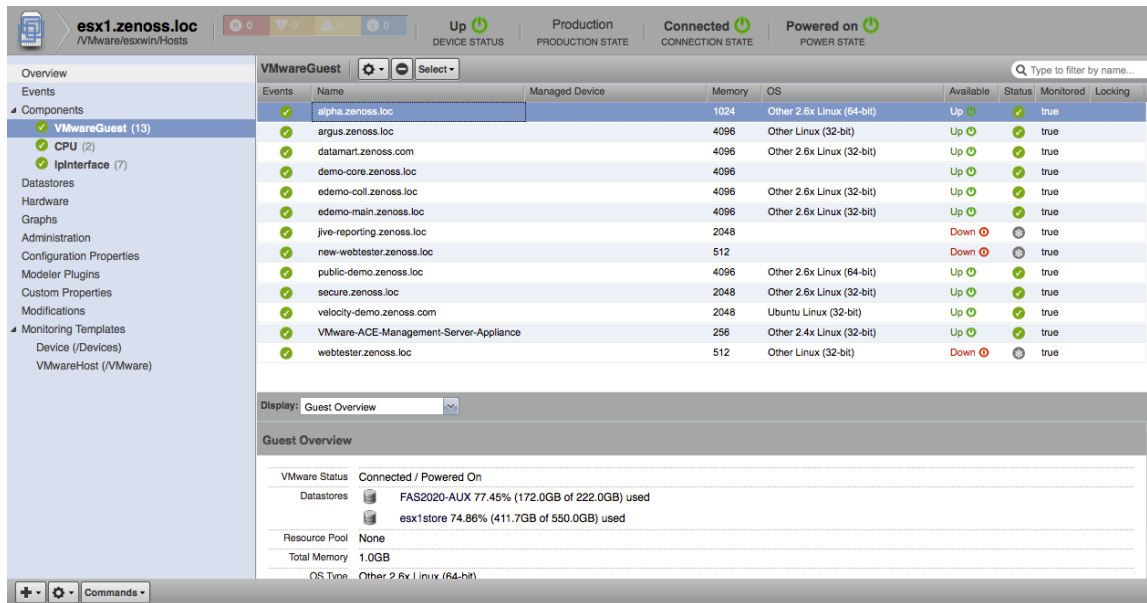 esx1.zenoss.loc
/VMware/esxwin/Hosts
0 0 0 0
Up
DEVICE STATUS
Production
PRODUCTION STATE
Connected
CONNECTION STATE
Powered on
POWER STATE
Overview
Events
Components
VMwareGuest (13)
CPU (2)
IpInterface (7)
Datastores
Hardware
Graphs
Administration
Configuration Properties
Modeler Plugins
Custom Properties
Modifications
Monitoring Templates
Device (/Devices)
VMwareHost (/VMware)
VMwareGuest Select Type to filter by name...
Events Name Managed Device Memory OS Available Status Monitored Locking
alpha.zenoss.loc 1024 Other 2.6x Linux (64-bit) Up true
argus.zenoss.loc 4096 Other Linux (32-bit) Up true
datamart.zenoss.com 4096 Other 2.6x Linux (32-bit) Up true
demo-core.zenoss.loc 4096 Up true
edemo-coll.zenoss.loc 4096 Other 2.6x Linux (32-bit) Up true
edemo-main.zenoss.loc 4096 Other 2.6x Linux (32-bit) Up true
jive-reporting.zenoss.loc 2048 Down true
new-webtester.zenoss.loc 512 Down true
public-demo.zenoss.loc 4096 Other 2.6x Linux (64-bit) Up true
secure.zenoss.loc 2048 Other 2.6x Linux (32-bit) Up true
velocity-demo.zenoss.com 2048 Ubuntu Linux (32-bit) Up true
VMware-ACE-Management-Server-Appliance 256 Other 2.4x Linux (32-bit) Up true
webtester.zenoss.loc 512 Other Linux (32-bit) Down true
Display: Guest Overview
Guest Overview
VMware Status Connected / Powered On
Datastores FAS2020-AUX 77.45% (172.0GB of 222.0GB) used
esx1store 74.86% (411.7GB of 550.0GB) used
Resource Pool None
Total Memory 1.0GB
OS Type Other 2.6x Linux (64-bit)
Commands